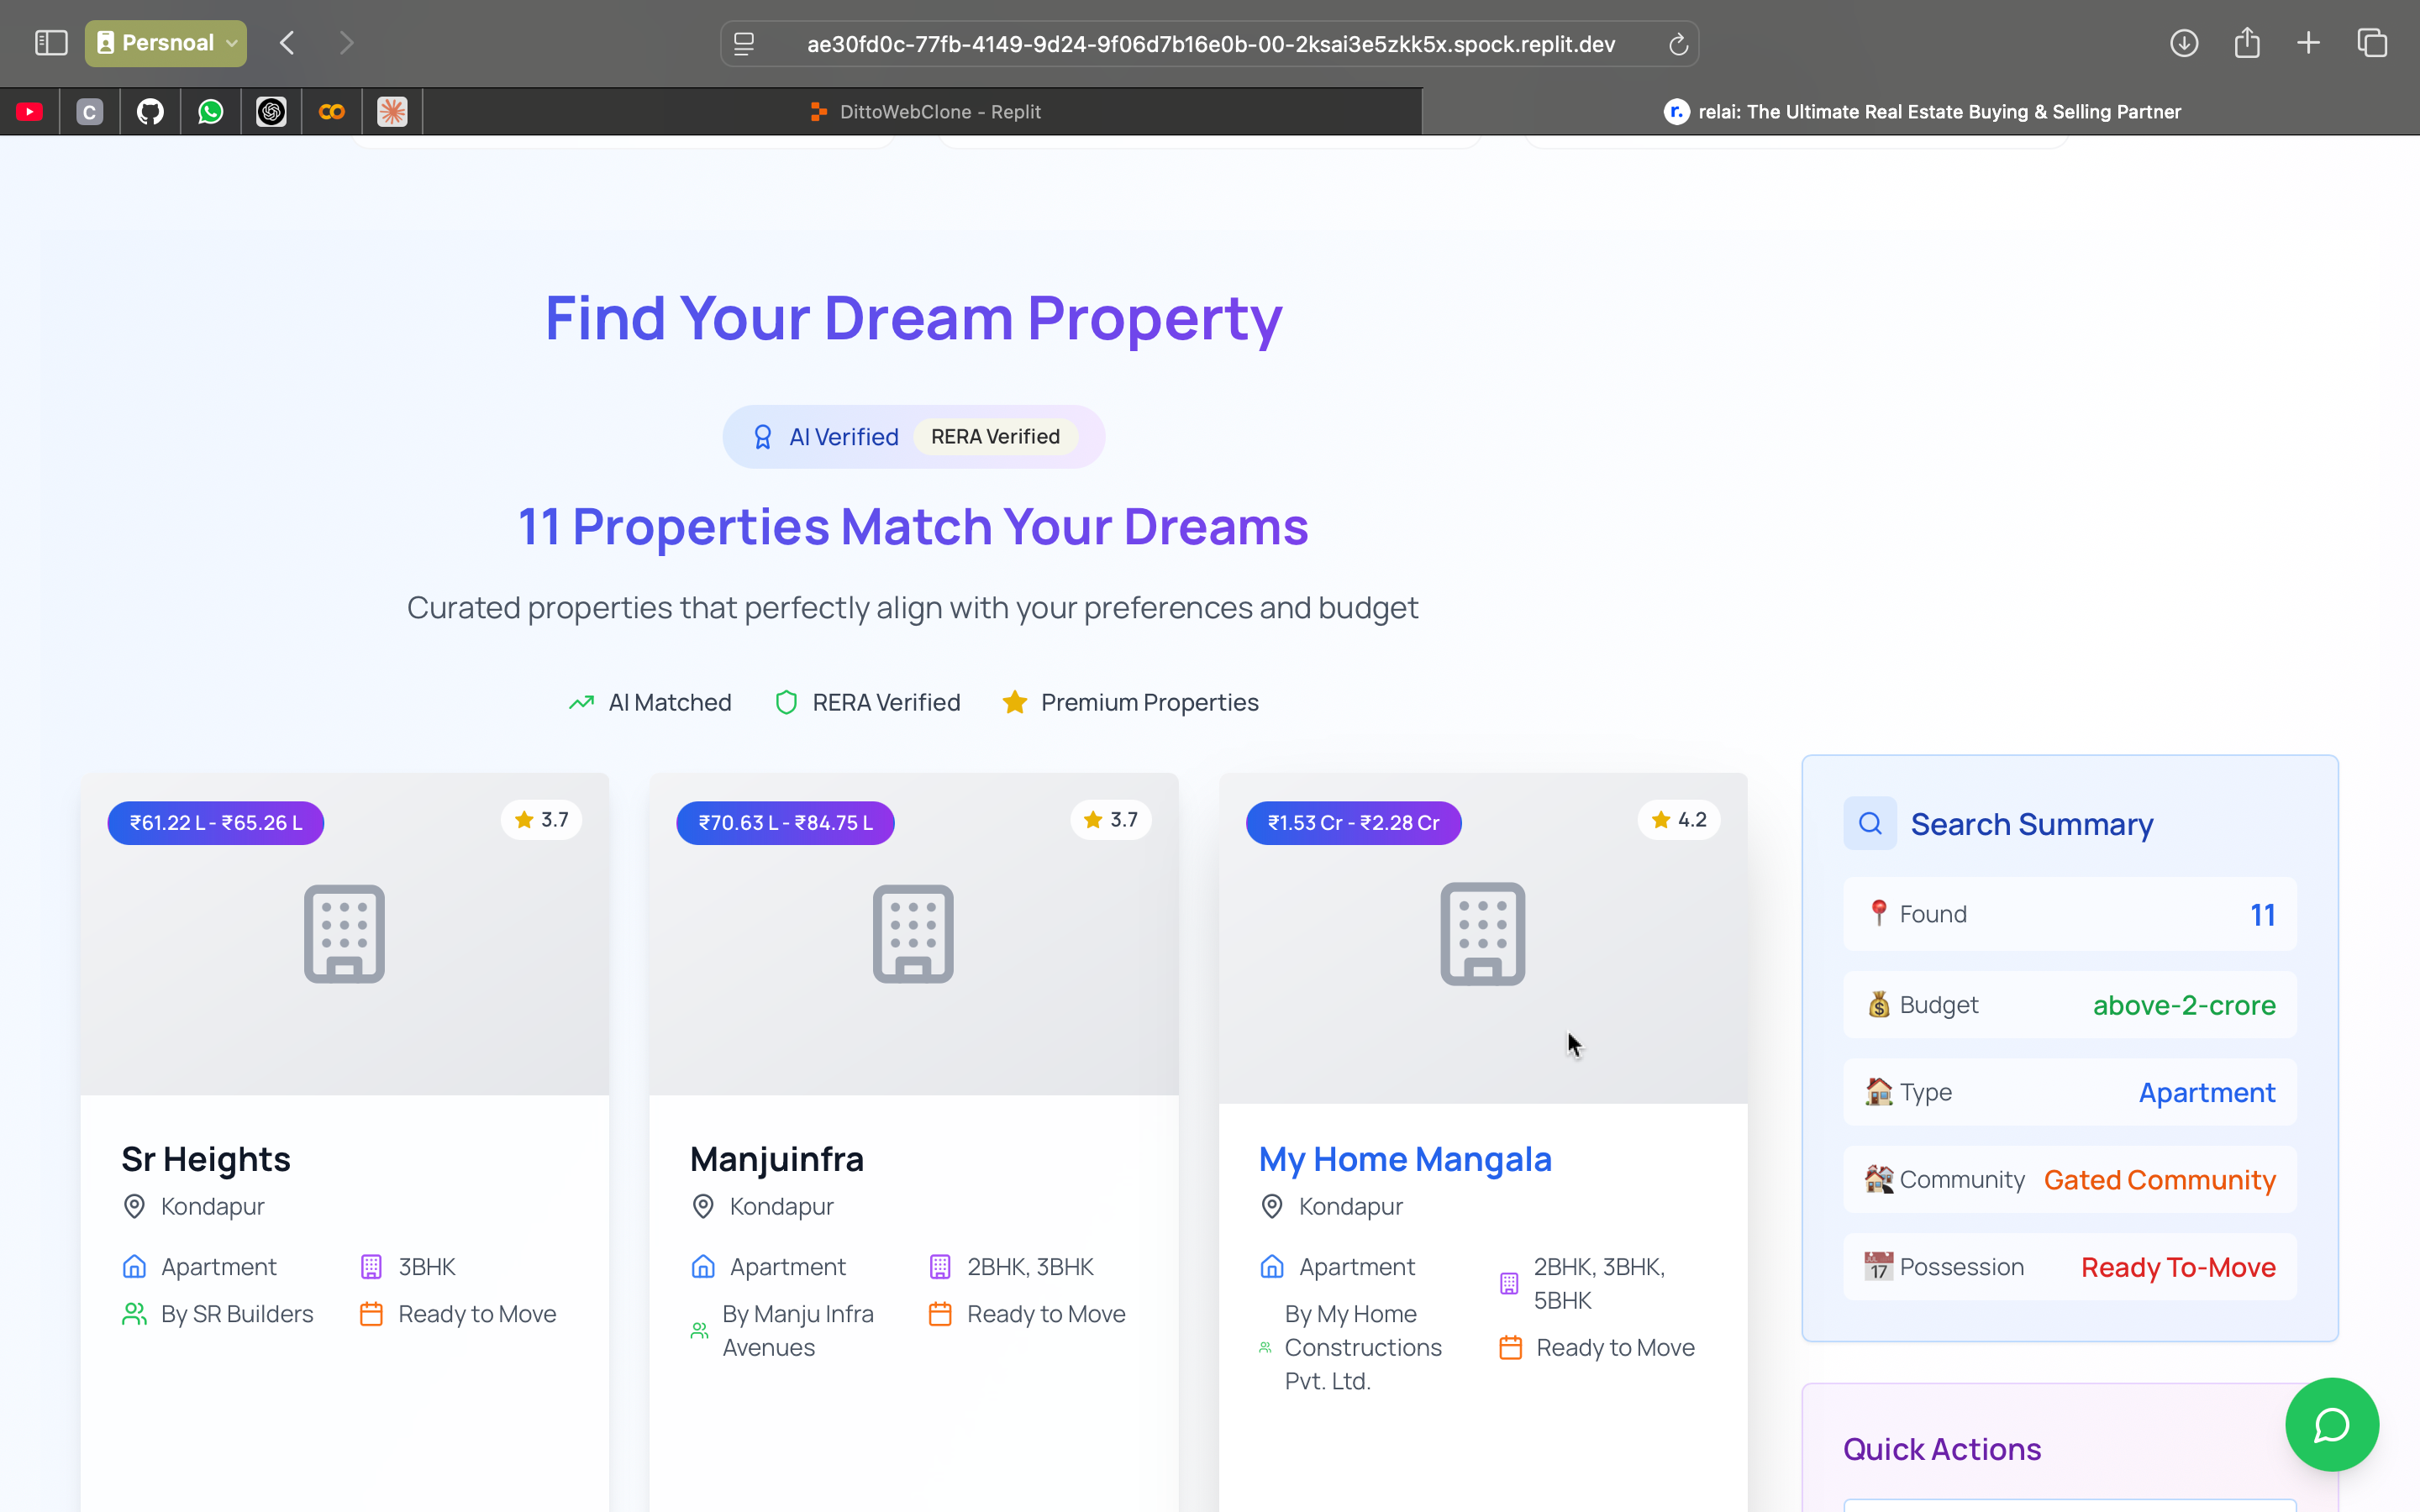 Persnoal
ae30fd0c-77fb-4149-9d24-9f06d7b16e0b-00-2ksai3e5zkk5x.spock.replit.dev
C
DittoWebClone - Replit
r.
relai: The Ultimate Real Estate Buying & Selling Partner
Find Your Dream Property
AI Verified
RERA Verified
11 Properties Match Your Dreams
Curated properties that perfectly align with your preferences and budget
AI Matched
RERA Verified
Premium Properties
₹61.22 L - ₹65.26 L
3.7
Sr Heights
Kondapur
Apartment
3BHK
By SR Builders
Ready to Move
₹70.63 L - ₹84.75 L
3.7
Manjuinfra
Kondapur
Apartment
2BHK, 3BHK
By Manju Infra
Avenues
Ready to Move
₹1.53 Cr - ₹2.28 Cr
4.2
My Home Mangala
Kondapur
Apartment
2BHK, 3BHK,
5BHK
By My Home
Constructions
Pvt. Ltd.
Ready to Move
Search Summary
Found
11
Budget
above-2-crore
Type
Apartment
Community
Gated Community
17
Possession
Ready To-Move
Quick Actions